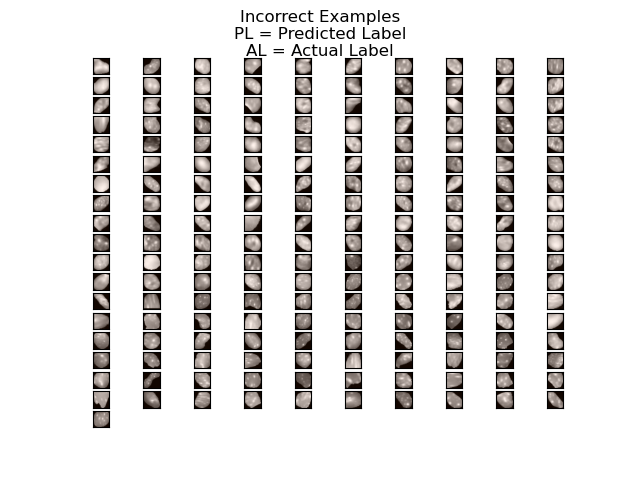 Incorrect Examples
PL = Predicted Label
AL = Actual Label